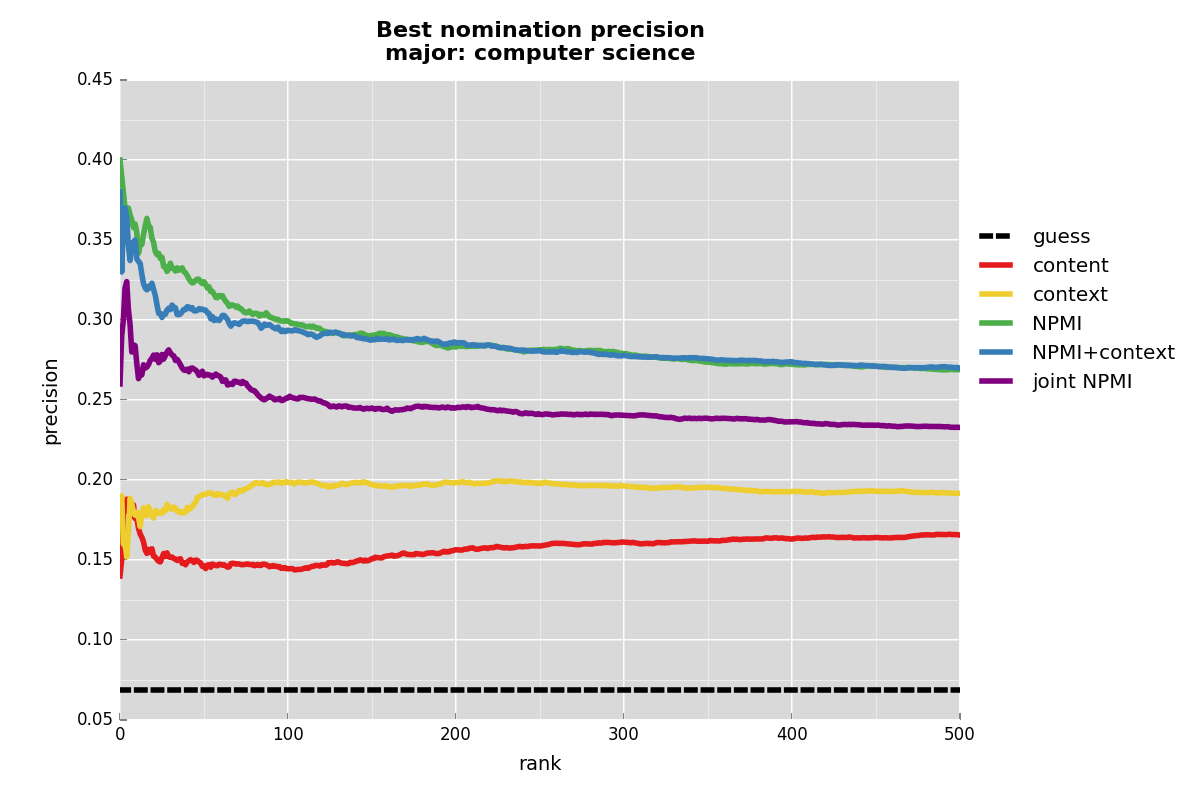 Best nomination precision
major: computer science
precision
0.45
0.40
0.35
0.30
0.25
0.20
0.15
0.10
0.05
0
100
200
300
400
500
rank
guess
content
context
NPMI
NPMI+context
joint NPMI